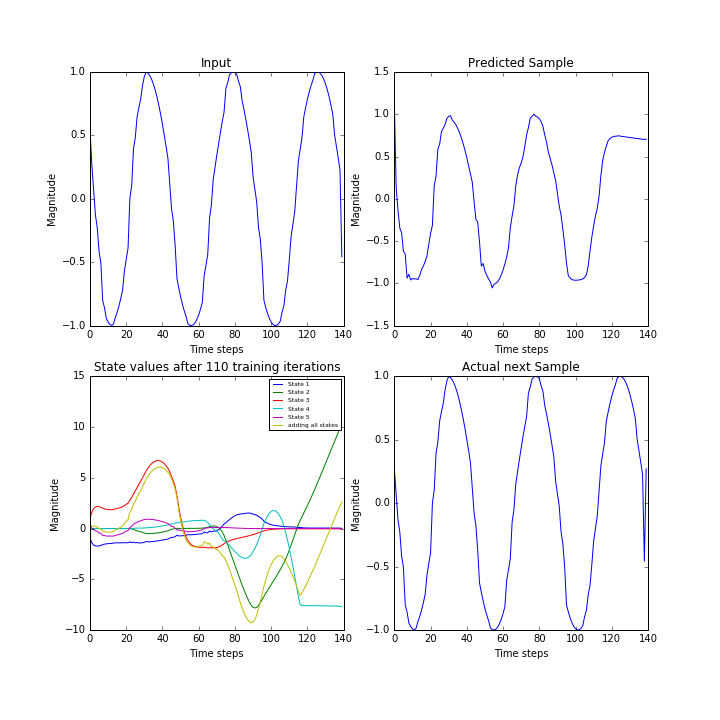 Input
Predicted Sample
1.0
0.5
0.0
−0.5
−1.0
Magnitude
0 20 40 60 80 100 120 140
Time steps
1.5
1.0
0.5
0.0
−0.5
−1.0
−1.5
Magnitude
0 20 40 60 80 100 120 140
Time steps
State values after 110 training iterations
15
10
5
0
−5
−10
Magnitude
State 1
State 2
State 3
State 4
State 5
adding all states
0 20 40 60 80 100 120 140
Time steps
Actual next Sample
1.0
0.5
0.0
−0.5
−1.0
Magnitude
0 20 40 60 80 100 120 140
Time steps